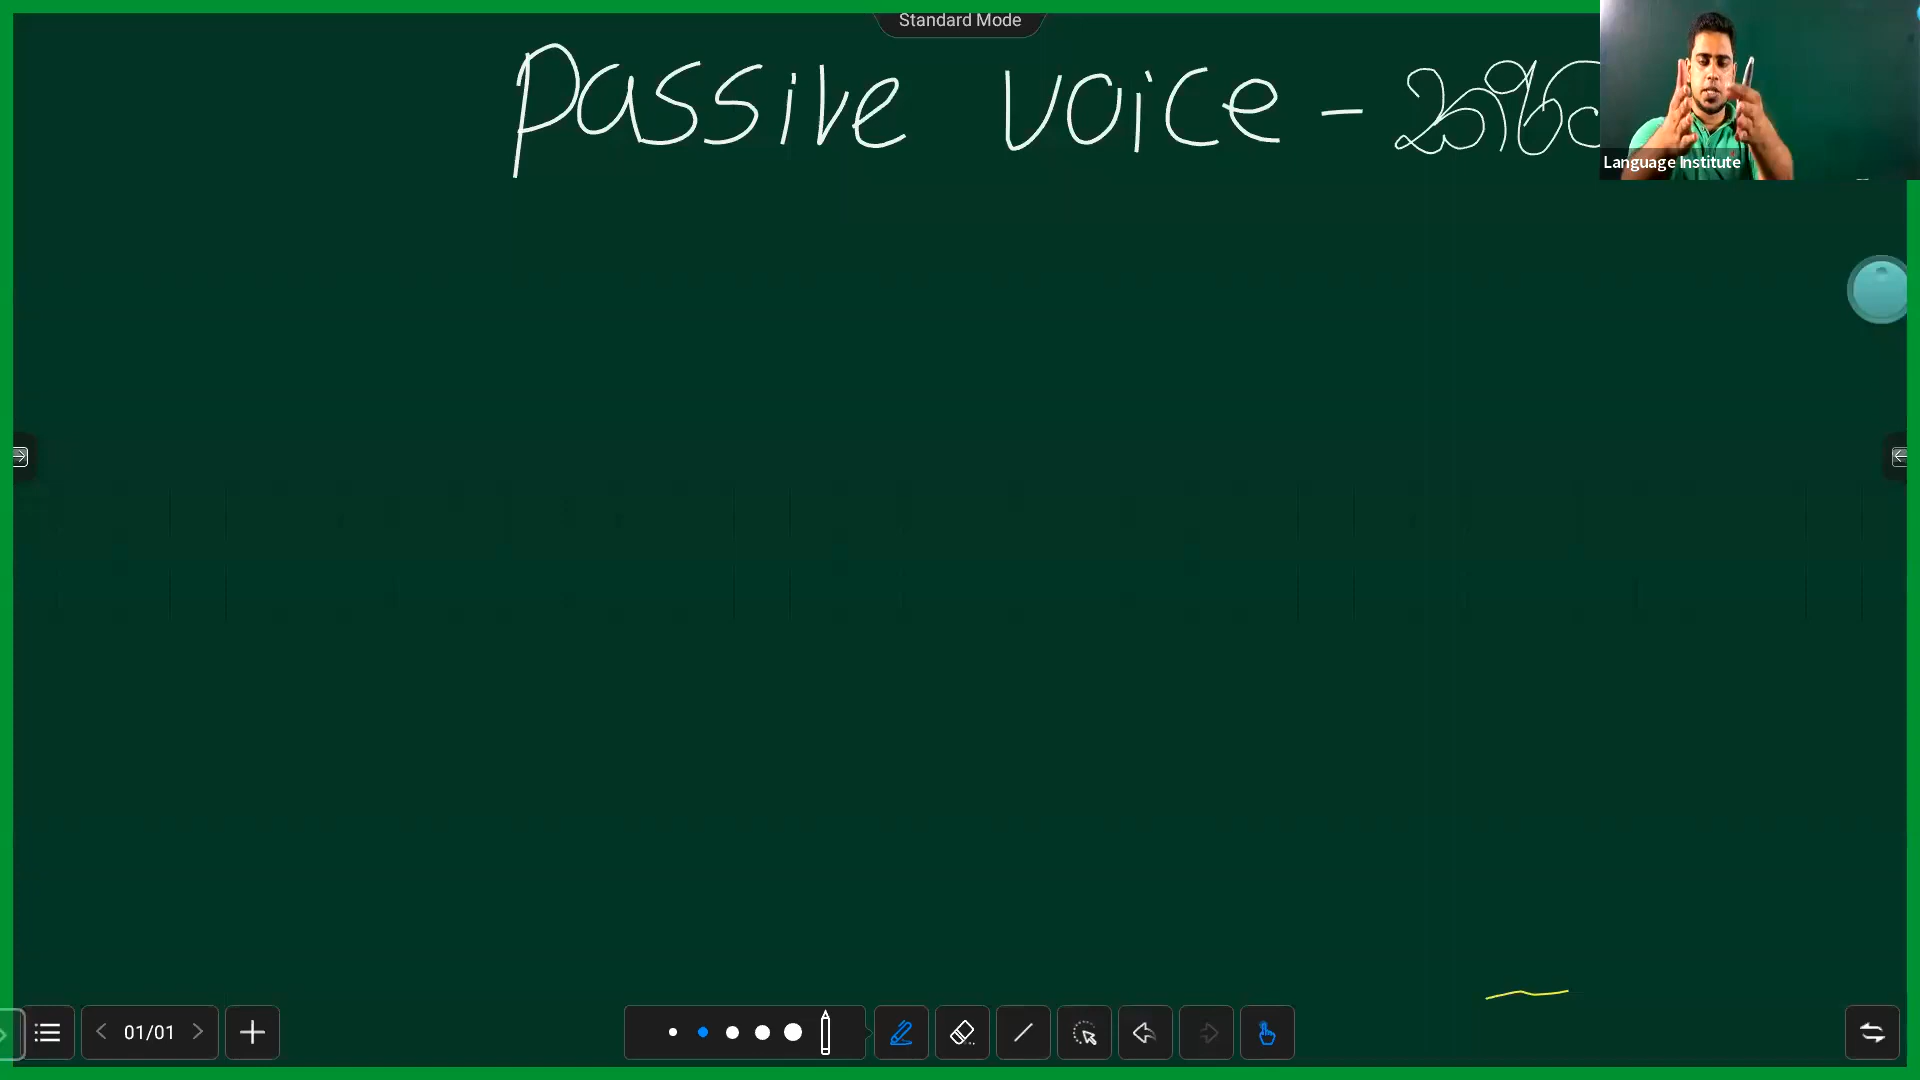 Standard Mode
Passive voice -
Language Institute
01/01